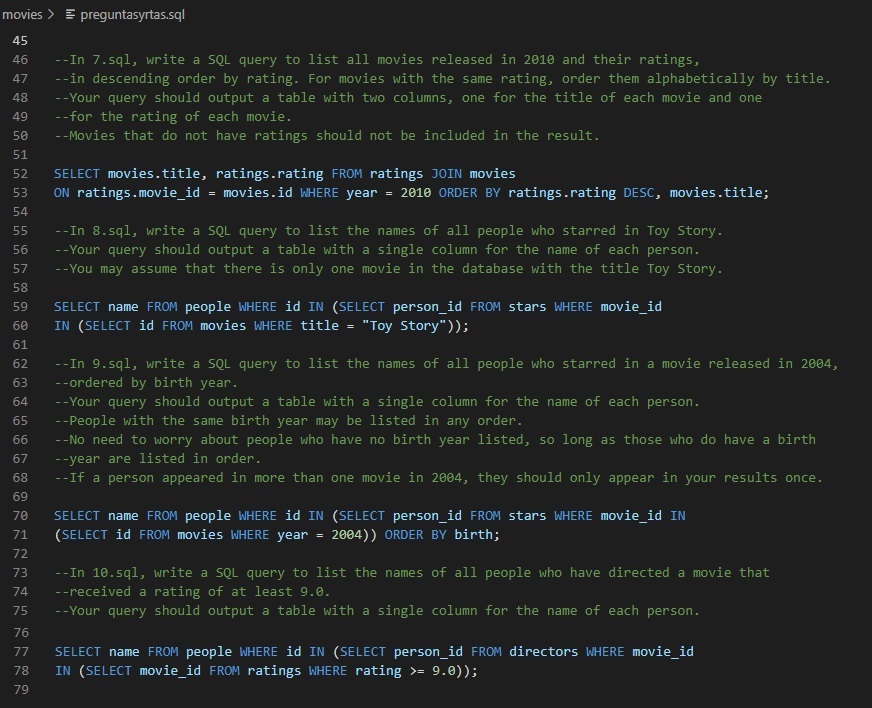 movies > preguntasyrtas.sql
45
46 --In 7.sql, write a SQL query to list all movies released in 2010 and their ratings,
47 --in descending order by rating. For movies with the same rating, order them alphabetically by title.
48 --Your query should output a table with two columns, one for the title of each movie and one
49 --for the rating of each movie.
50 --Movies that do not have ratings should not be included in the result.
51
52 SELECT movies.title, ratings.rating FROM ratings JOIN movies
53 ON ratings.movie_id = movies.id WHERE year = 2010 ORDER BY ratings.rating DESC, movies.title;
54
55 --In 8.sql, write a SQL query to list the names of all people who starred in Toy Story.
56 --Your query should output a table with a single column for the name of each person.
57 --You may assume that there is only one movie in the database with the title Toy Story.
58
59 SELECT name FROM people WHERE id IN (SELECT person_id FROM stars WHERE movie_id
60 IN (SELECT id FROM movies WHERE title = "Toy Story"));
61
62 --In 9.sql, write a SQL query to list the names of all people who starred in a movie released in 2004,
63 --ordered by birth year.
64 --Your query should output a table with a single column for the name of each person.
65 --People with the same birth year may be listed in any order.
66 --No need to worry about people who have no birth year listed, so long as those who do have a birth
67 --year are listed in order.
68 --If a person appeared in more than one movie in 2004, they should only appear in your results once.
69
70 SELECT name FROM people WHERE id IN (SELECT person_id FROM stars WHERE movie_id IN
71 (SELECT id FROM movies WHERE year = 2004)) ORDER BY birth;
72
73 --In 10.sql, write a SQL query to list the names of all people who have directed a movie that
74 --received a rating of at least 9.0.
75 --Your query should output a table with a single column for the name of each person.
76
77 SELECT name FROM people WHERE id IN (SELECT person_id FROM directors WHERE movie_id
78 IN (SELECT movie_id FROM ratings WHERE rating >= 9.0));
79